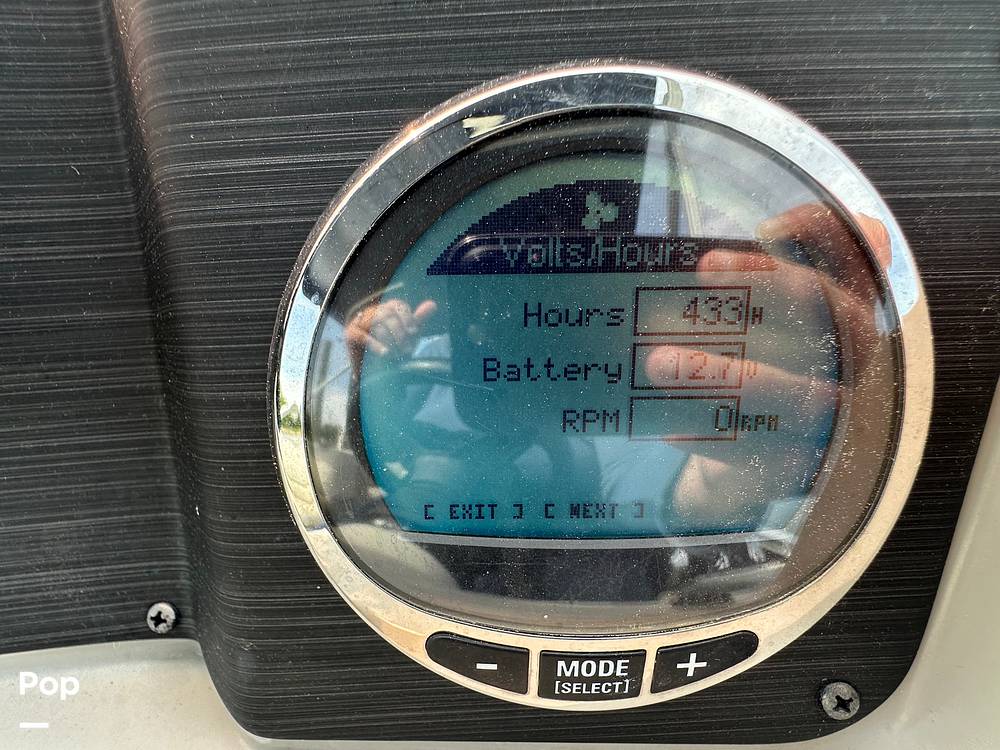 Volts/Hours
Hours 433 H
Battery 12.7 V
RPM 0 RPM
[ EXIT ] [ NEXT ]
- MODE +
[SELECT]
Pop